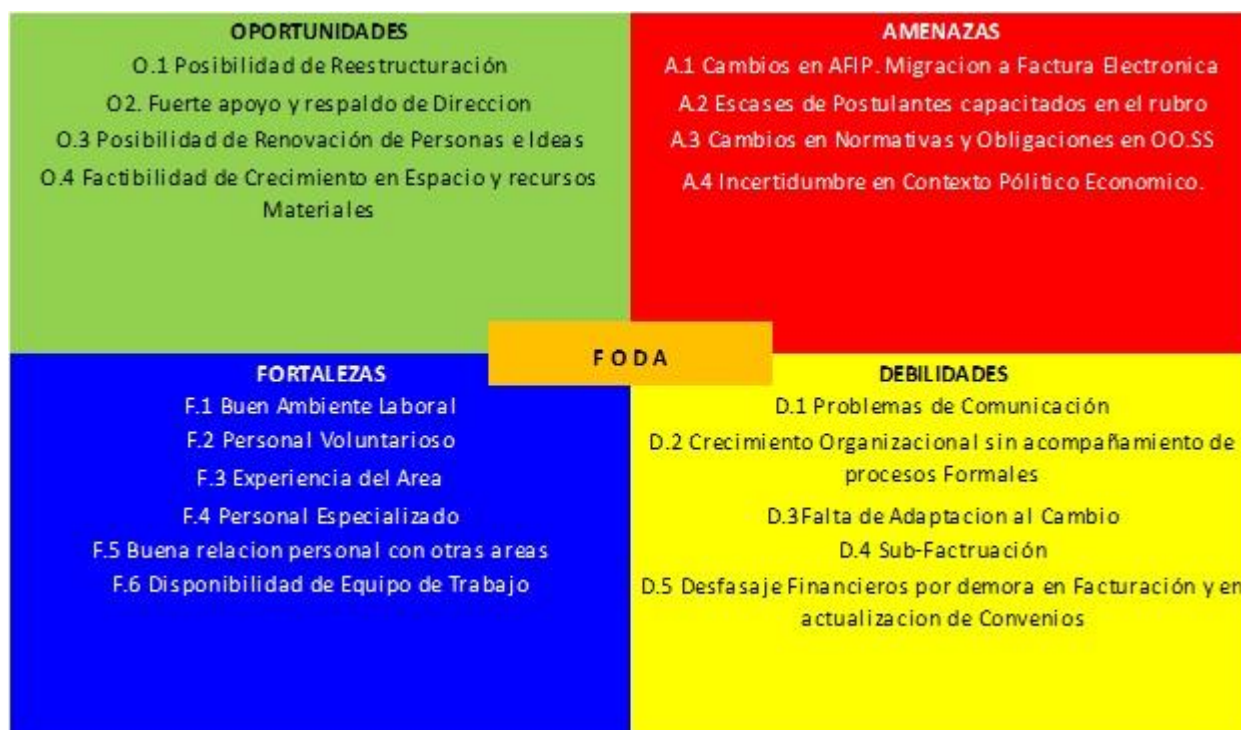 OPORTUNIDADES
O.1 Posibilidad de Reestructuración
O2. Fuerte apoyo y respaldo de Direccion
O.3 Posibilidad de Renovación de Personas e Ideas
O.4 Factibilidad de Crecimiento en Espacio y recursos
Materiales
AMENAZAS
A.1 Cambios en AFIP. Migracion a Factura Electronica
A.2 Escases de Postulantes capacitados en el rubro
A.3 Cambios en Normativas y Obligaciones en OO.SS
A.4 Incertidumbre en Contexto Pólitico Economico.
F O D A
FORTALEZAS
F.1 Buen Ambiente Laboral
F.2 Personal Voluntarioso
F.3 Experiencia del Area
F.4 Personal Especializado
F.5 Buena relacion personal con otras areas
F.6 Disponibilidad de Equipo de Trabajo
DEBILIDADES
D.1 Problemas de Comunicación
D.2 Crecimiento Organizacional sin acompañamiento de
procesos Formales
D.3Falta de Adaptacion al Cambio
D.4 Sub-Factruación
D.5 Desfasaje Financieros por demora en Facturación y en
actualizacion de Convenios